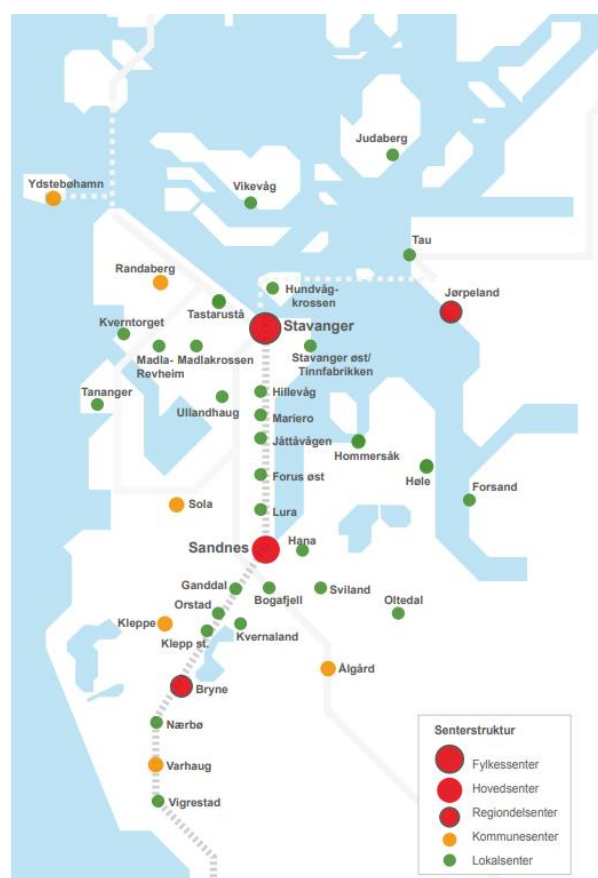 Judaberg
Ydstebøhamn
Vikevåg
Tau
Randaberg
Hundvåg-
krossen
Jørpeland
Tastarustå
Stavanger
Kverntorget
Madla-
Revheim
Madlakrossen
Stavanger øst/
Tinnfabrikken
Tananger
Ullandhaug
Hillevåg
Mariero
Jåttåvågen
Hommersåk
Høle
Forsand
Forus øst
Sola
Lura
Sandnes
Hana
Ganddal
Bogafjell
Sviland
Orstad
Oltedal
Kleppe
Klepp st.
Kvernaland
Ålgård
Bryne
Nærbø
Varhaug
Vigrestad
Senterstruktur
Fylkessenter
Hovedsenter
Regiondelsenter
Kommunesenter
Lokalsenter